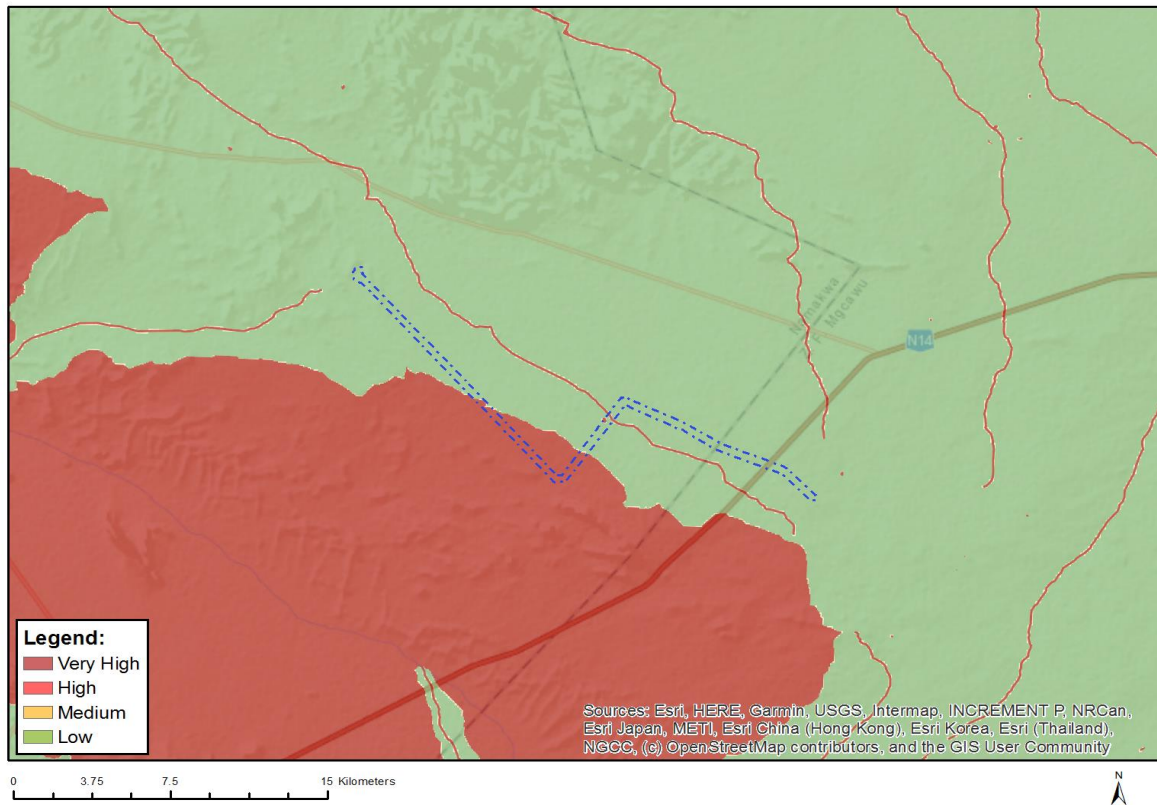 Namakwa
Z F Mgcawu
N14
Legend:
Very High
High
Medium
Low
Sources: Esri, HERE, Garmin, USGS, Intermap, INCREMENT P, NRCan,
Esri Japan, METI, Esri China (Hong Kong), Esri Korea, Esri (Thailand),
NGCC, (c) OpenStreetMap contributors, and the GIS User Community
0 3.75 7.5 15 Kilometers
N